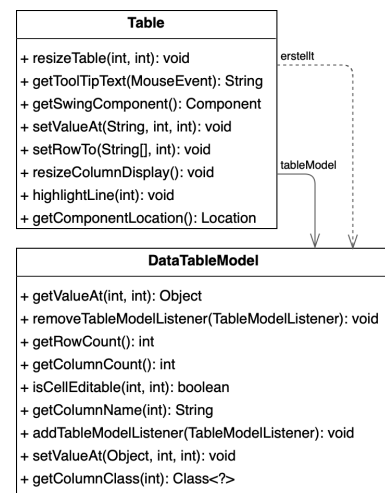 Table
+ resizeTable(int, int): void
erstellt
+ getToolTipText(MouseEvent): String
+ getSwingComponent(): Component
+ setValueAt(String, int, int): void
+ setRowTo(String[], int): void
+ resizeColumnDisplay(): void
tableModel
+ highlightLine(int): void
+ getComponentLocation(): Location
DataTableModel
+ getValueAt(int, int): Object
+ removeTableModelListener(TableModelListener): void
+ getRowCount(): int
+ getColumnCount(): int
+ isCellEditable(int, int): boolean
+ getColumnName(int): String
+ addTableModelListener(TableModelListener): void
+ setValueAt(Object, int, int): void
+ getColumnClass(int): Class<?>